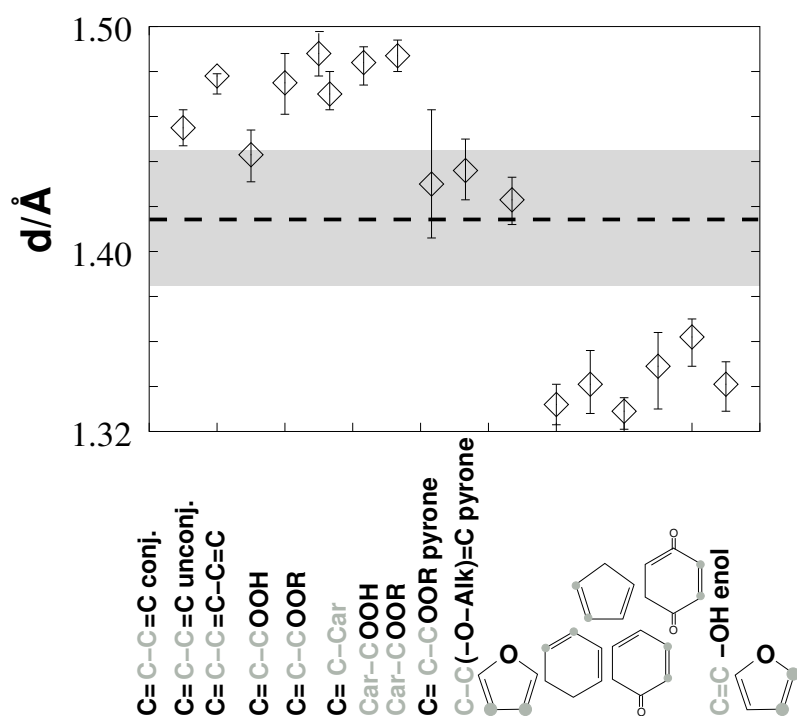 1.50
1.40
1.32
d/Å
C= C–C=C conj.
C= C–C=C unconj.
C= C–C=C–C=C
C= C–COOH
C= C–COOR
C= C–Car
Car–COOH
Car–COOR
C= C–COOR pyrone
C–C(–O–Alk)=C pyrone
O
O
O
O
C=C –OH enol
O